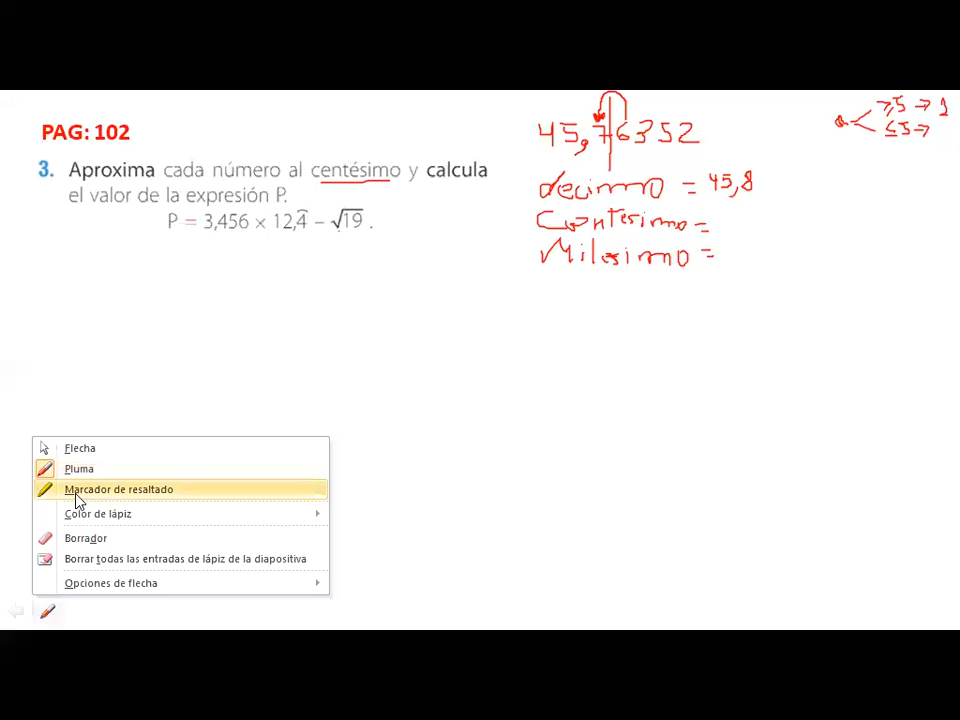 PAG: 102
3. Aproxima cada número al centésimo y calcula
el valor de la expresión P.
P = 3,456 × 12,4̑ – √19 .
45,76352
decimo = 45,8
Centesimo =
Milesimo =
≥5 → 1
≤5 →
Flecha
Pluma
Marcador de resaltado
Color de lápiz
Borrador
Borrar todas las entradas de lápiz de la diapositiva
Opciones de flecha